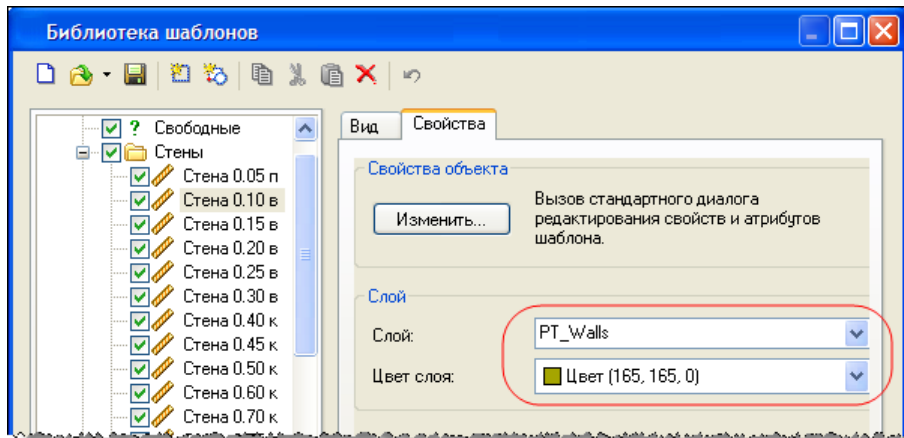 Библиотека шаблонов
Свободные
Стены
Стена 0.05 п
Стена 0.10 в
Стена 0.15 в
Стена 0.20 в
Стена 0.25 в
Стена 0.30 в
Стена 0.40 к
Стена 0.45 к
Стена 0.50 к
Стена 0.60 к
Стена 0.70 к
Вид
Свойства
Свойства объекта
Изменить...
Вызов стандартного диалога
редактирования свойств и атрибутов
шаблона.
Слой
Слой:
PT_Walls
Цвет слоя:
Цвет (165, 165, 0)